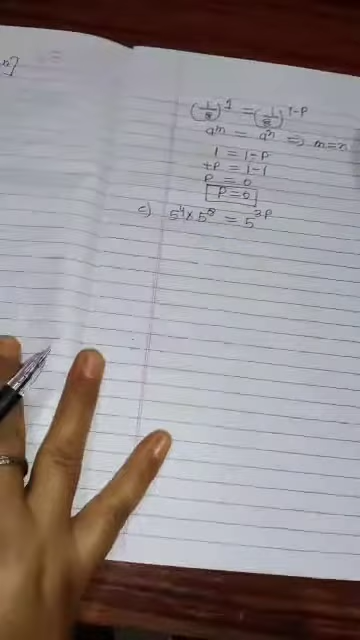 (1/8)^1 = (1/8)^1-P
a^m = a^n => m=n
1 = 1-P
+P = 1-1
P = 0
P=0
c) 5^4 x 5^8 = 5^3P